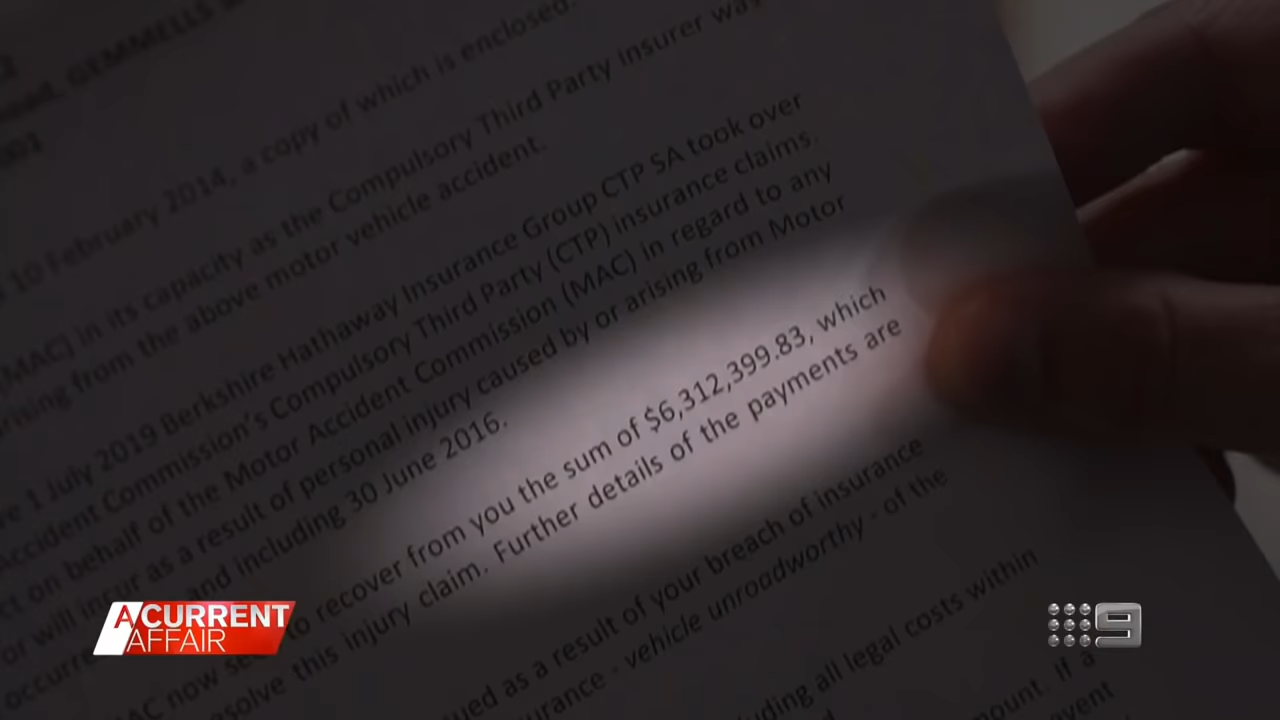 10 February 2014, a copy of which is enclosed.
(MAC) in its capacity as the Compulsory Third Party insurer was
arising from the above motor vehicle accident.
1 July 2019 Berkshire Hathaway Insurance Group CTP SA took over
Accident Commission's Compulsory Third Party (CTP) insurance claims.
on behalf of the Motor Accident Commission (MAC) in regard to any
or will incur as a result of personal injury caused by or arising from Motor
and including 30 June 2016.
MAC now to recover from you the sum of $6,312,399.83, which
this injury claim. Further details of the payments are
as a result of your breach of insurance
- vehicle unroadworthy - of the
all legal costs within
If a
A CURRENT
AFFAIR
9